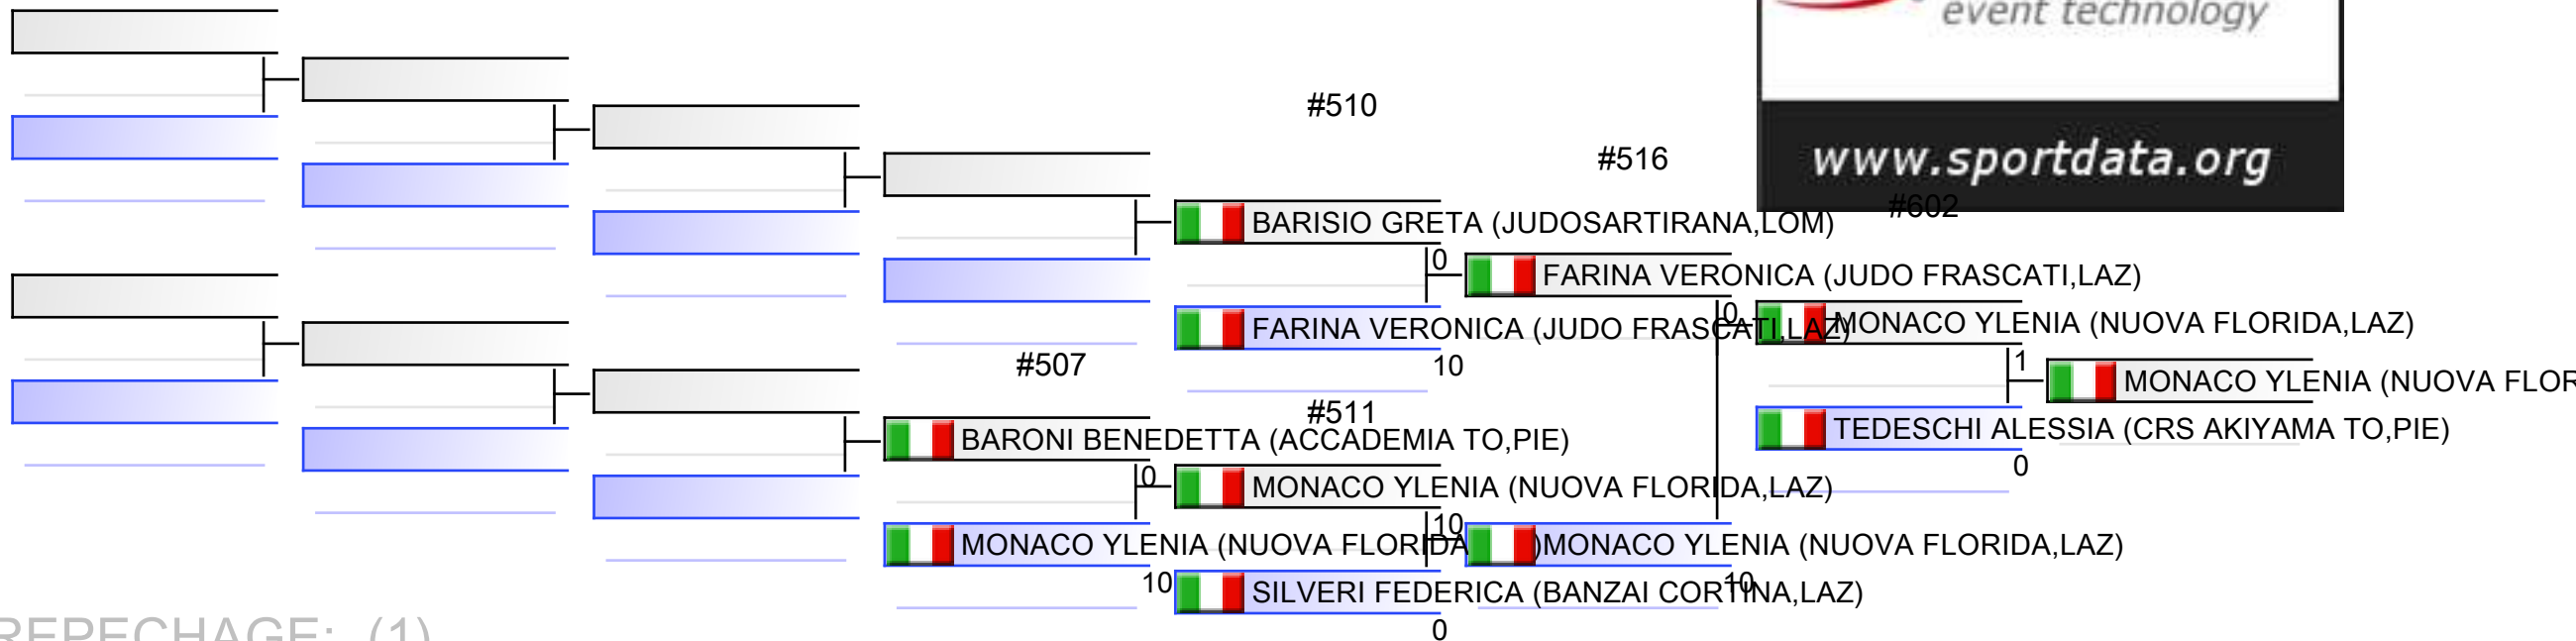 event technology
#510
#516
www.sportdata.org
#602
BARISIO GRETA (JUDOSARTIRANA,LOM)
0
FARINA VERONICA (JUDO FRASCATI,LAZ)
0
FARINA VERONICA (JUDO FRASCATI,LAZ)
MONACO YLENIA (NUOVA FLORIDA,LAZ)
#507
10
1
MONACO YLENIA (NUOVA FLOR
#511
BARONI BENEDETTA (ACCADEMIA TO,PIE)
TEDESCHI ALESSIA (CRS AKIYAMA TO,PIE)
0
0
MONACO YLENIA (NUOVA FLORIDA,LAZ)
10
MONACO YLENIA (NUOVA FLORIDA )
MONACO YLENIA (NUOVA FLORIDA,LAZ)
10
10
SILVERI FEDERICA (BANZAI CORTINA,LAZ)
0
REPECHAGE: (1)